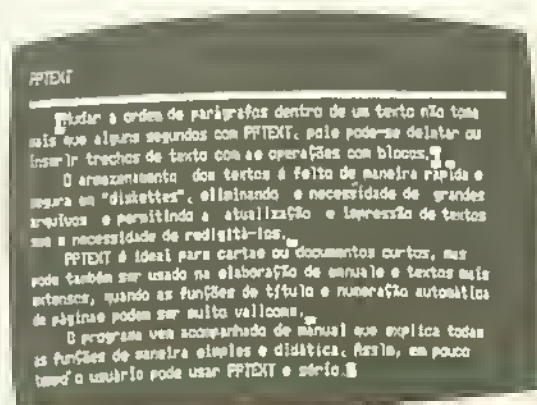 PPTEXT
Mudar a ordem de parágrafos dentro de um texto não toma
mais que alguns segundos com PPTEXT, pois pode-se deletar ou
inserir trechos de texto com as operações com blocos.
O armazenamento dos textos é feito de maneira rápida e
segura em "diskettes", eliminando a necessidade de grandes
arquivos e permitindo a atualização e impressão de textos
sem a necessidade de redigitá-los.
PPTEXT é ideal para cartas ou documentos curtos, mas
pode também ser usado na elaboração de manuais e textos mais
extensos, quando as funções de título e numeração automática
de páginas podem ser muito valiosas.
O programa vem acompanhado de manual que explica todas
as funções de maneira simples e didática. Assim, em pouco
tempo o usuário pode usar PPTEXT a sério.